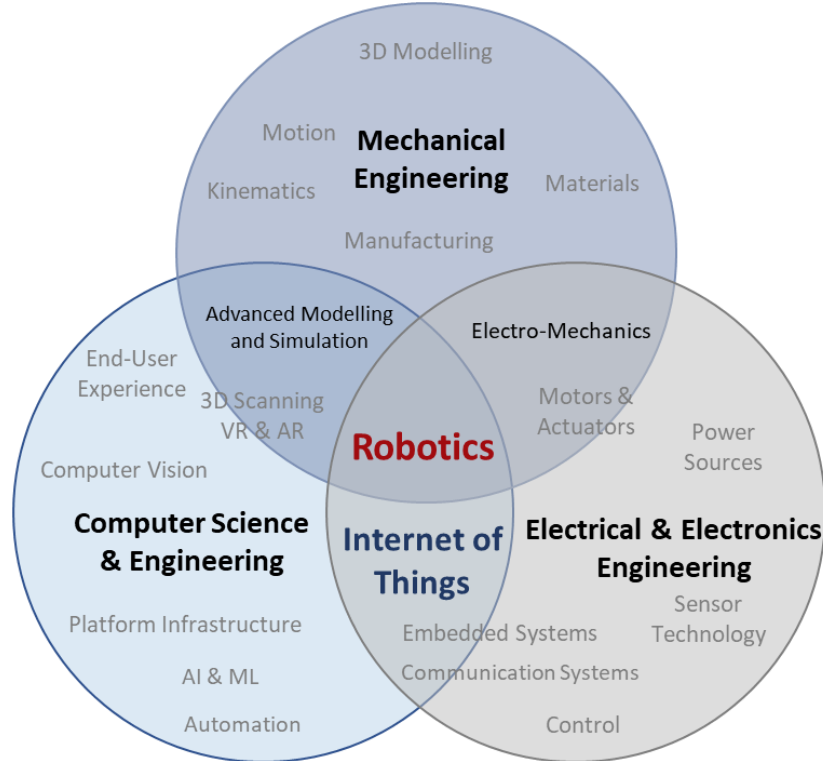 3D Modelling
Motion
Mechanical
Engineering
Kinematics
Materials
Manufacturing
Advanced Modelling
and Simulation
Electro-Mechanics
End-User
Experience
3D Scanning
VR & AR
Motors &
Actuators
Robotics
Power
Sources
Computer Vision
Computer Science
& Engineering
Internet of
Things
Electrical & Electronics
Engineering
Platform Infrastructure
Embedded Systems
Sensor
Technology
AI & ML
Communication Systems
Automation
Control